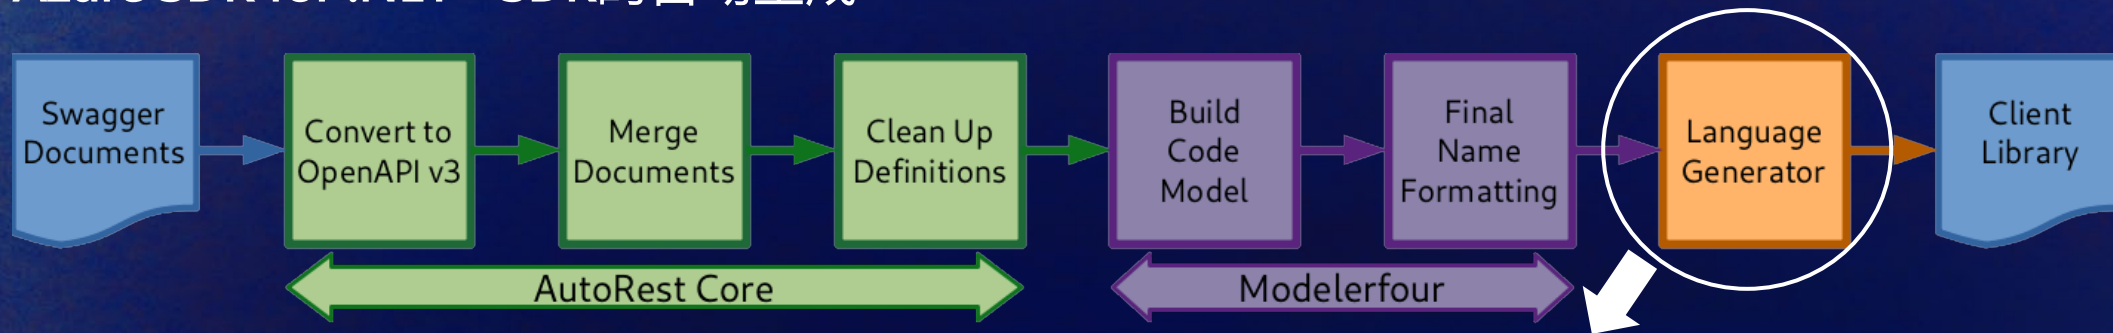 Swagger
Documents
Convert to
OpenAPI v3
Merge
Documents
Clean Up
Definitions
Build
Code
Model
Final
Name
Formatting
Language
Generator
Client
Library
AutoRest Core
Modelerfour